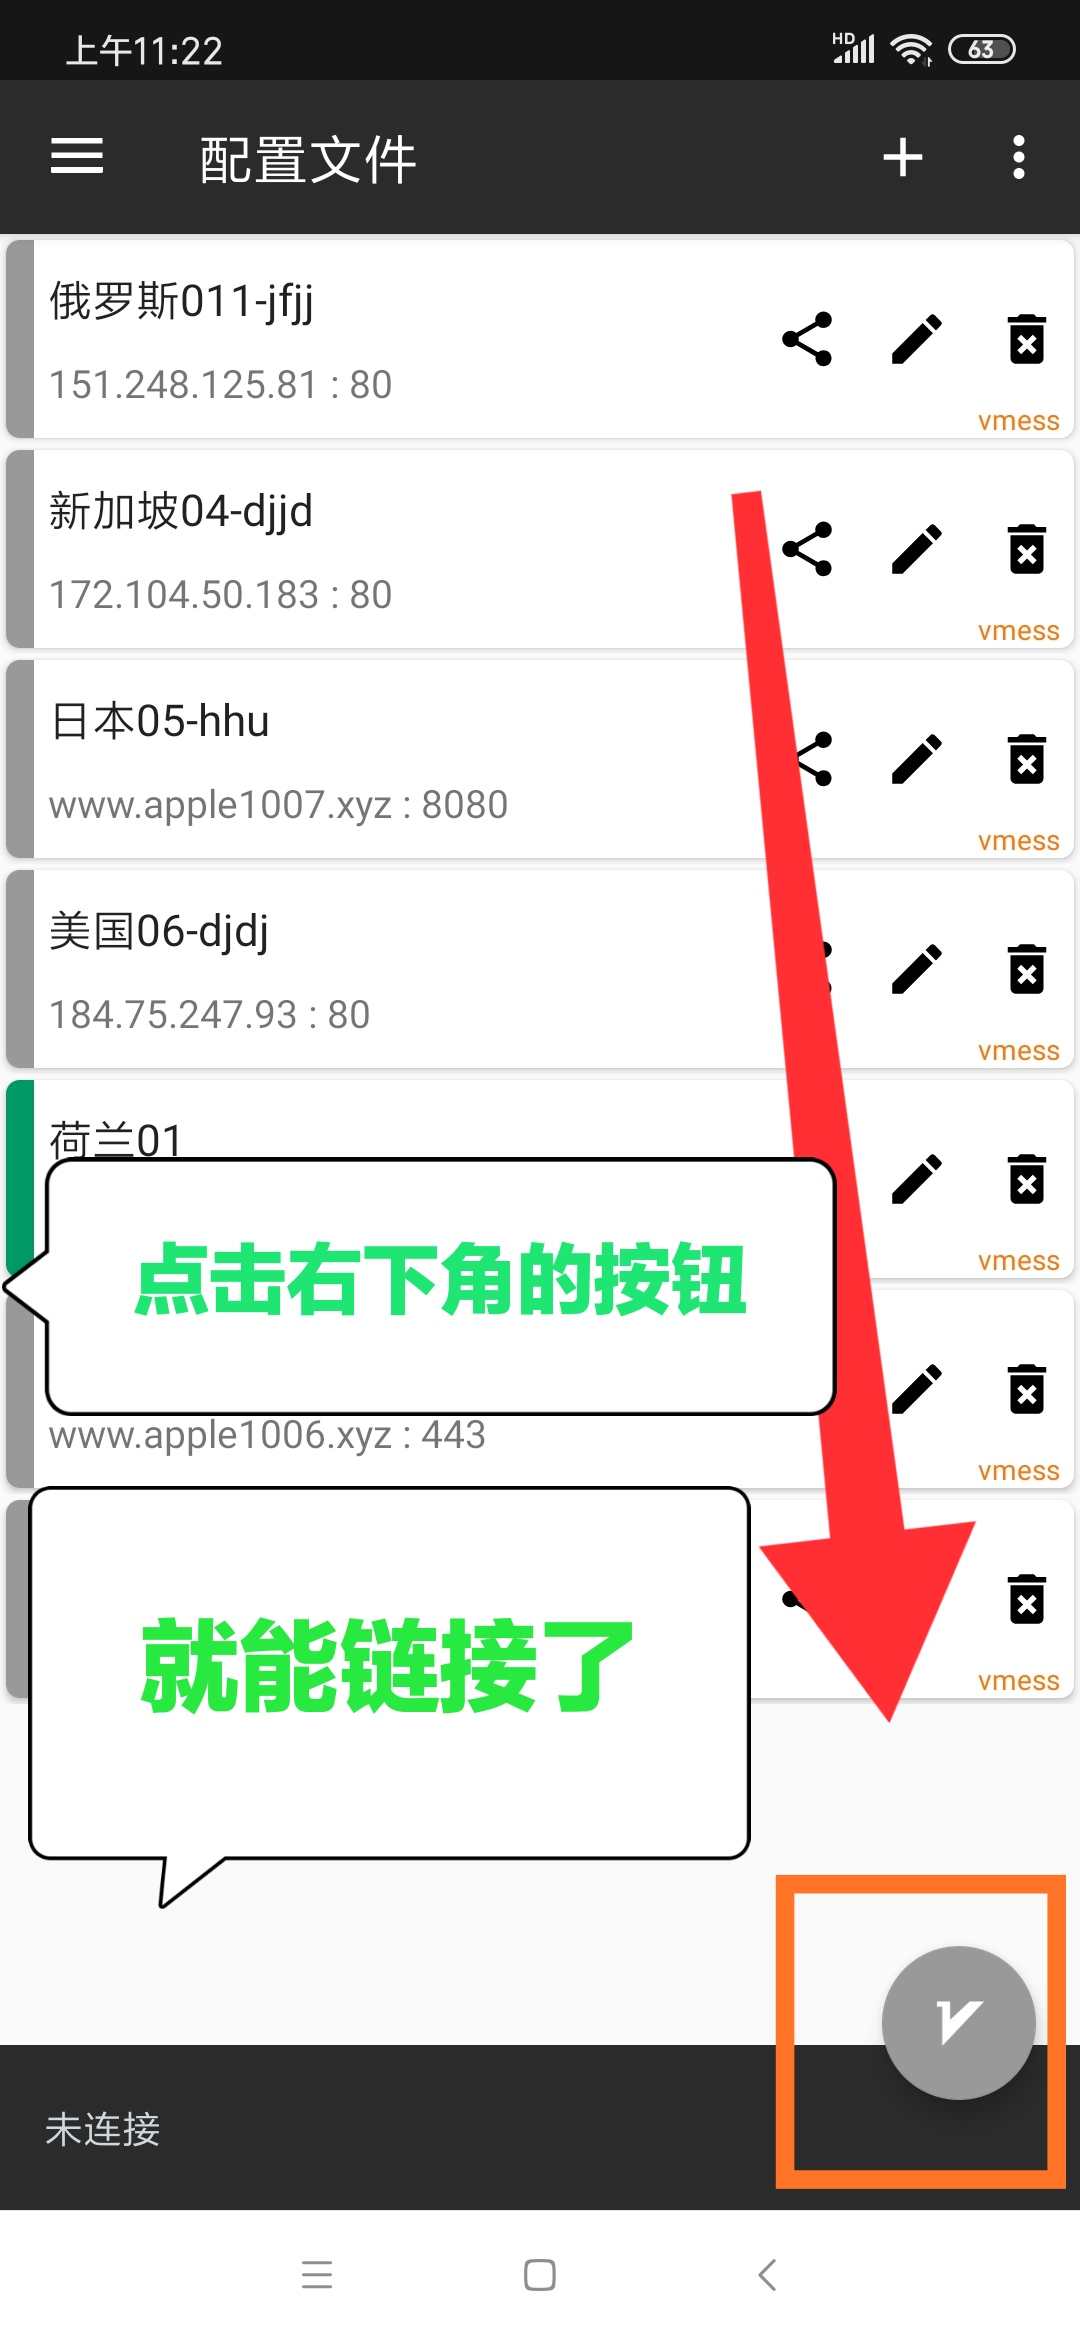 上午11:22
HD
63
配置文件
俄罗斯011-jfjj
151.248.125.81 : 80
vmess
新加坡04-djjd
172.104.50.183 : 80
vmess
日本05-hhu
www.apple1007.xyz : 8080
vmess
美国06-djdj
184.75.247.93 : 80
vmess
荷兰01
vmess
点击右下角的按钮
www.apple1006.xyz : 443
vmess
就能链接了
vmess
未连接